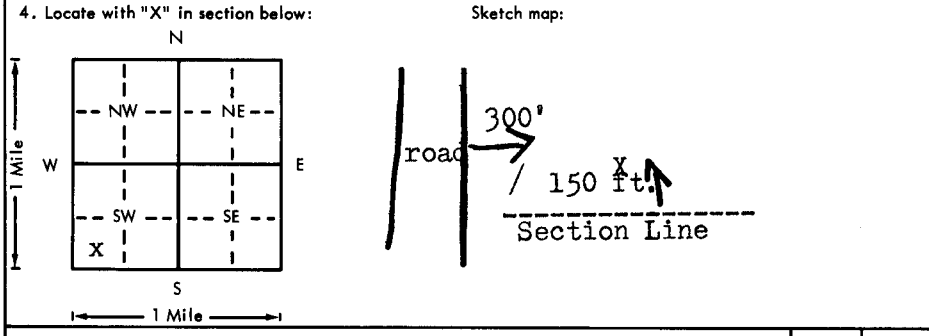 4. Locate with "X" in section below:
Sketch map:
N
NW
NE
W
E
1 Mile
SW
SE
X
S
1 Mile
300'
road
X
150 ft.
Section Line